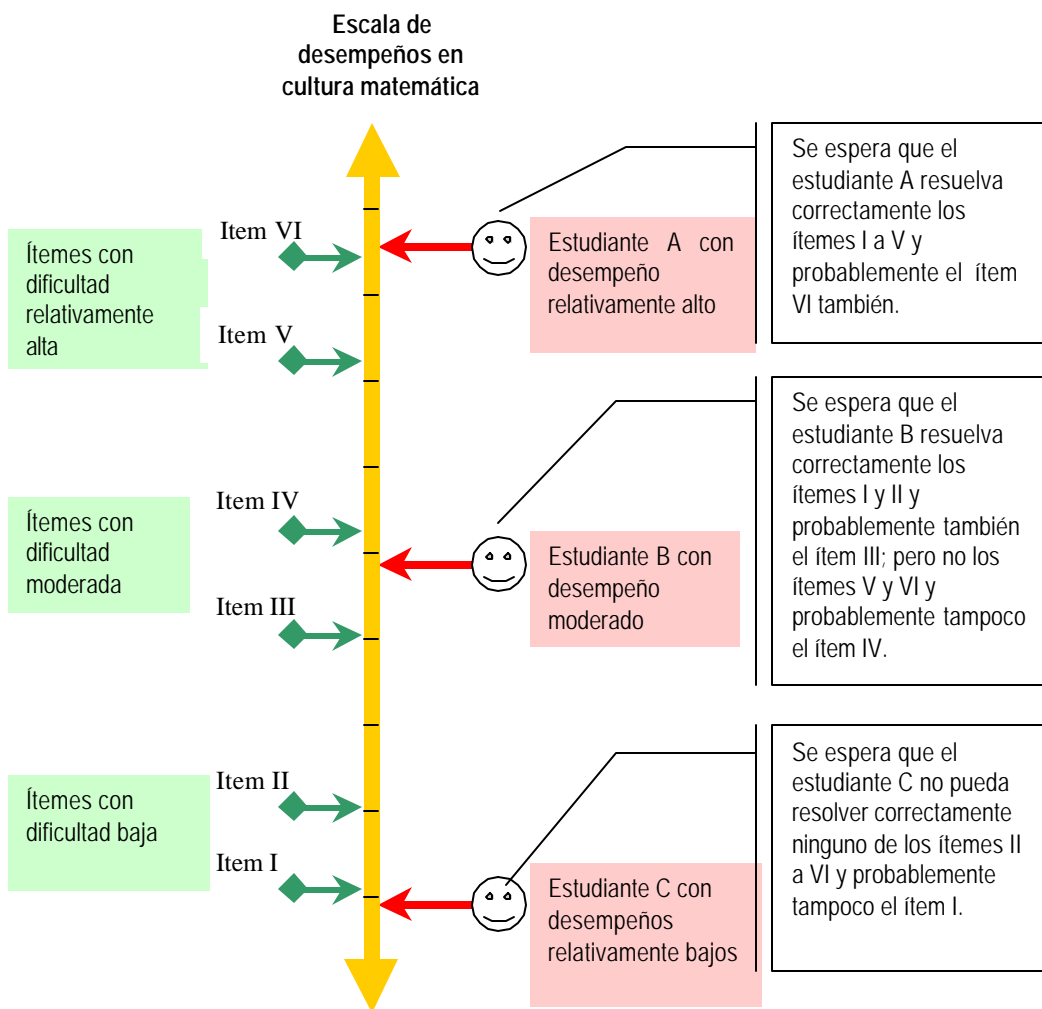 Escala de
desempeños en
cultura matemática
Item VI
Ítemes con
dificultad
relativamente
alta
Item V
Estudiante A con
desempeño
relativamente alto
Se espera que el
estudiante A resuelva
correctamente los
ítemes I a V y
probablemente el ítem
VI también.
Item IV
Ítemes con
dificultad
moderada
Item III
Estudiante B con
desempeño
moderado
Se espera que el
estudiante B resuelva
correctamente los
ítemes I y II y
probablemente también
el ítem III; pero no los
ítemes V y VI y
probablemente tampoco
el ítem IV.
Item II
Ítemes con
dificultad baja
Item I
Estudiante C con
desempeños
relativamente bajos
Se espera que el
estudiante C no pueda
resolver correctamente
ninguno de los ítemes II
a VI y probablemente
tampoco el ítem I.